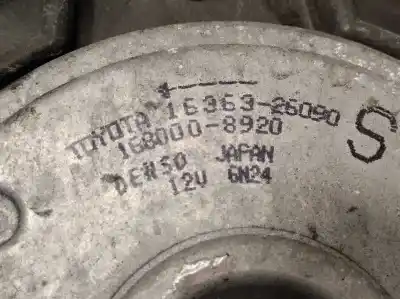 TOYOTA 16363-26090
168000-8920
DENSO JAPAN
12V 6N24
S